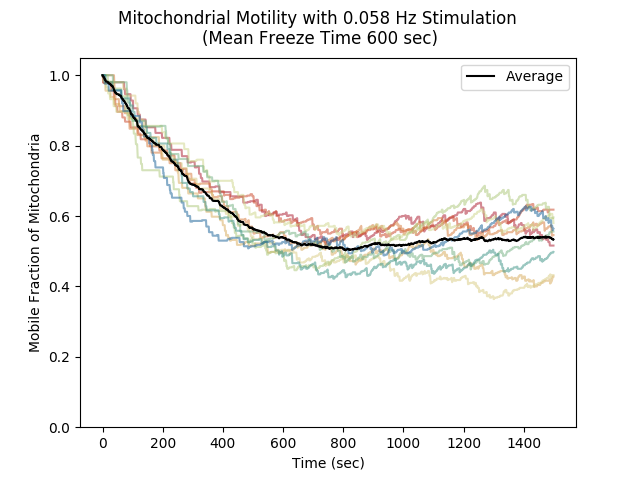 Mitochondrial Motility with 0.058 Hz Stimulation
(Mean Freeze Time 600 sec)
Average
Mobile Fraction of Mitochondria
1.0
0.8
0.6
0.4
0.2
0.0
0 200 400 600 800 1000 1200 1400
Time (sec)